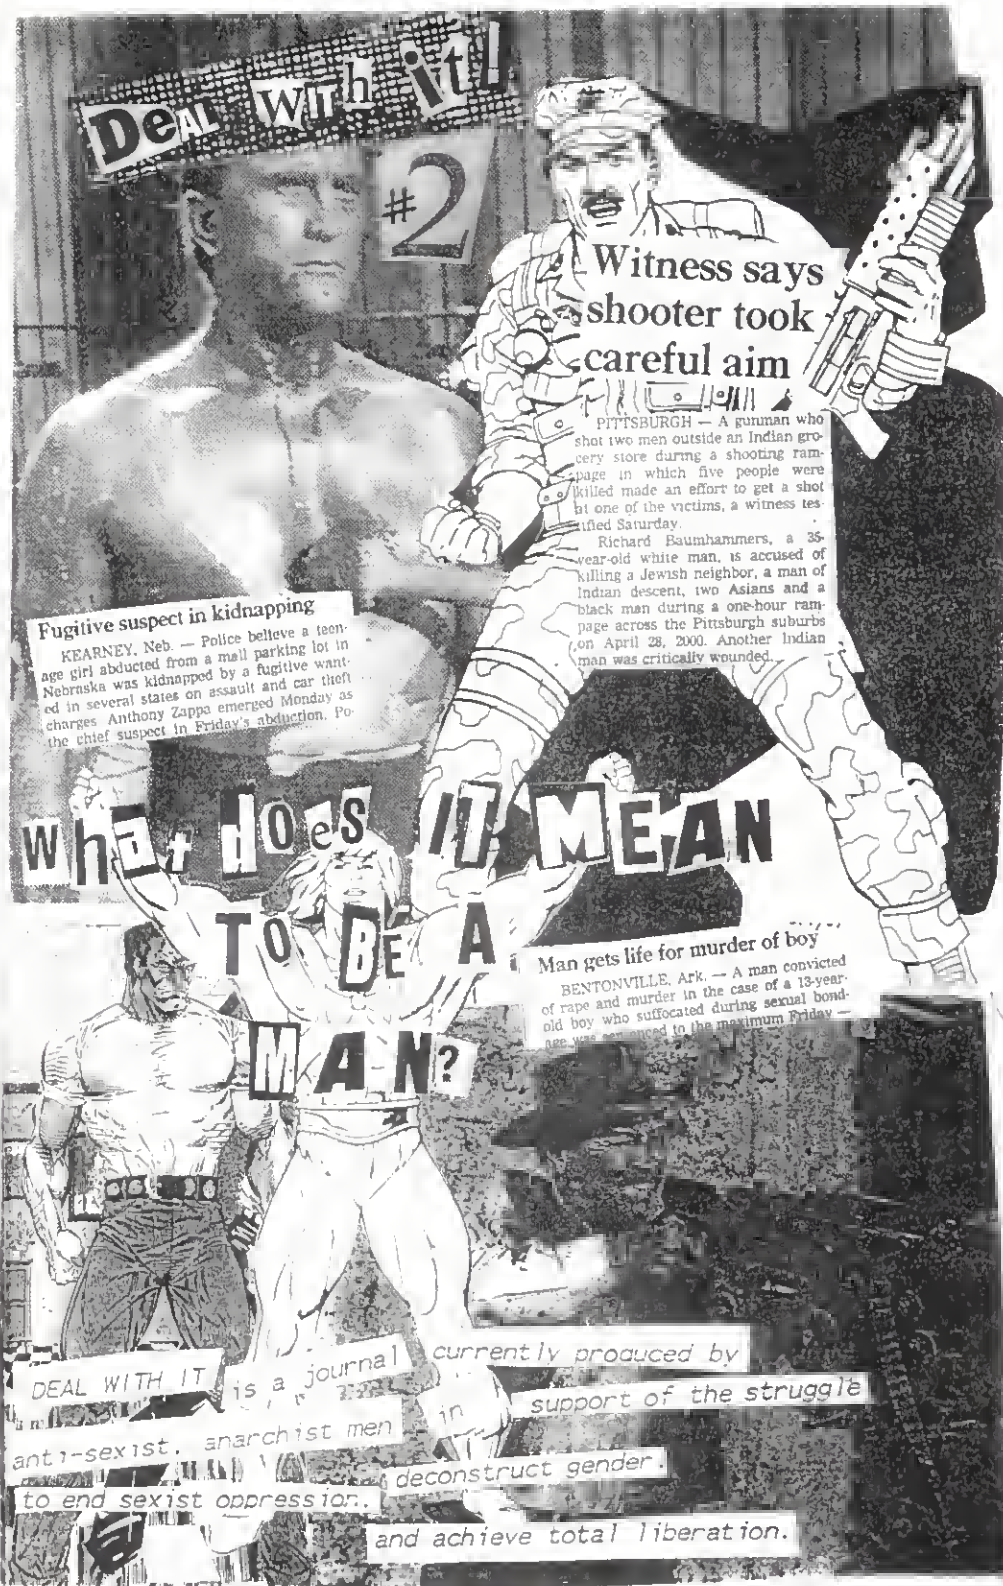 DeAL With it!
#2
Witness says
shooter took
careful aim
PITTSBURGH — A gunman who
shot two men outside an Indian gro-
cery store during a shooting ram-
page in which five people were
killed made an effort to get a shot
at one of the victims, a witness tes-
tified Saturday.
Richard Baumhammers, a 35-
year-old white man, is accused of
killing a Jewish neighbor, a man of
Indian descent, two Asians and a
black man during a one-hour ram-
page across the Pittsburgh suburbs
on April 28, 2000. Another Indian
man was critically wounded.
Fugitive suspect in kidnapping
KEARNEY, Neb. — Police believe a teen-
age girl abducted from a mall parking lot in
Nebraska was kidnapped by a fugitive want-
ed in several states on assault and car theft
charges Anthony Zappa emerged Monday as
the chief suspect in Friday's abduction. Po-
What does IT MEAN
TO BE A
MAN?
Man gets life for murder of boy
BENTONVILLE, Ark. — A man convicted
of rape and murder in the case of a 13-year-
old boy who suffocated during sexual bond-
age was sentenced to the maximum Friday —
DEAL WITH IT is a journal currently produced by
anti-sexist, anarchist men in support of the struggle
to end sexist oppression, deconstruct gender,
and achieve total liberation.